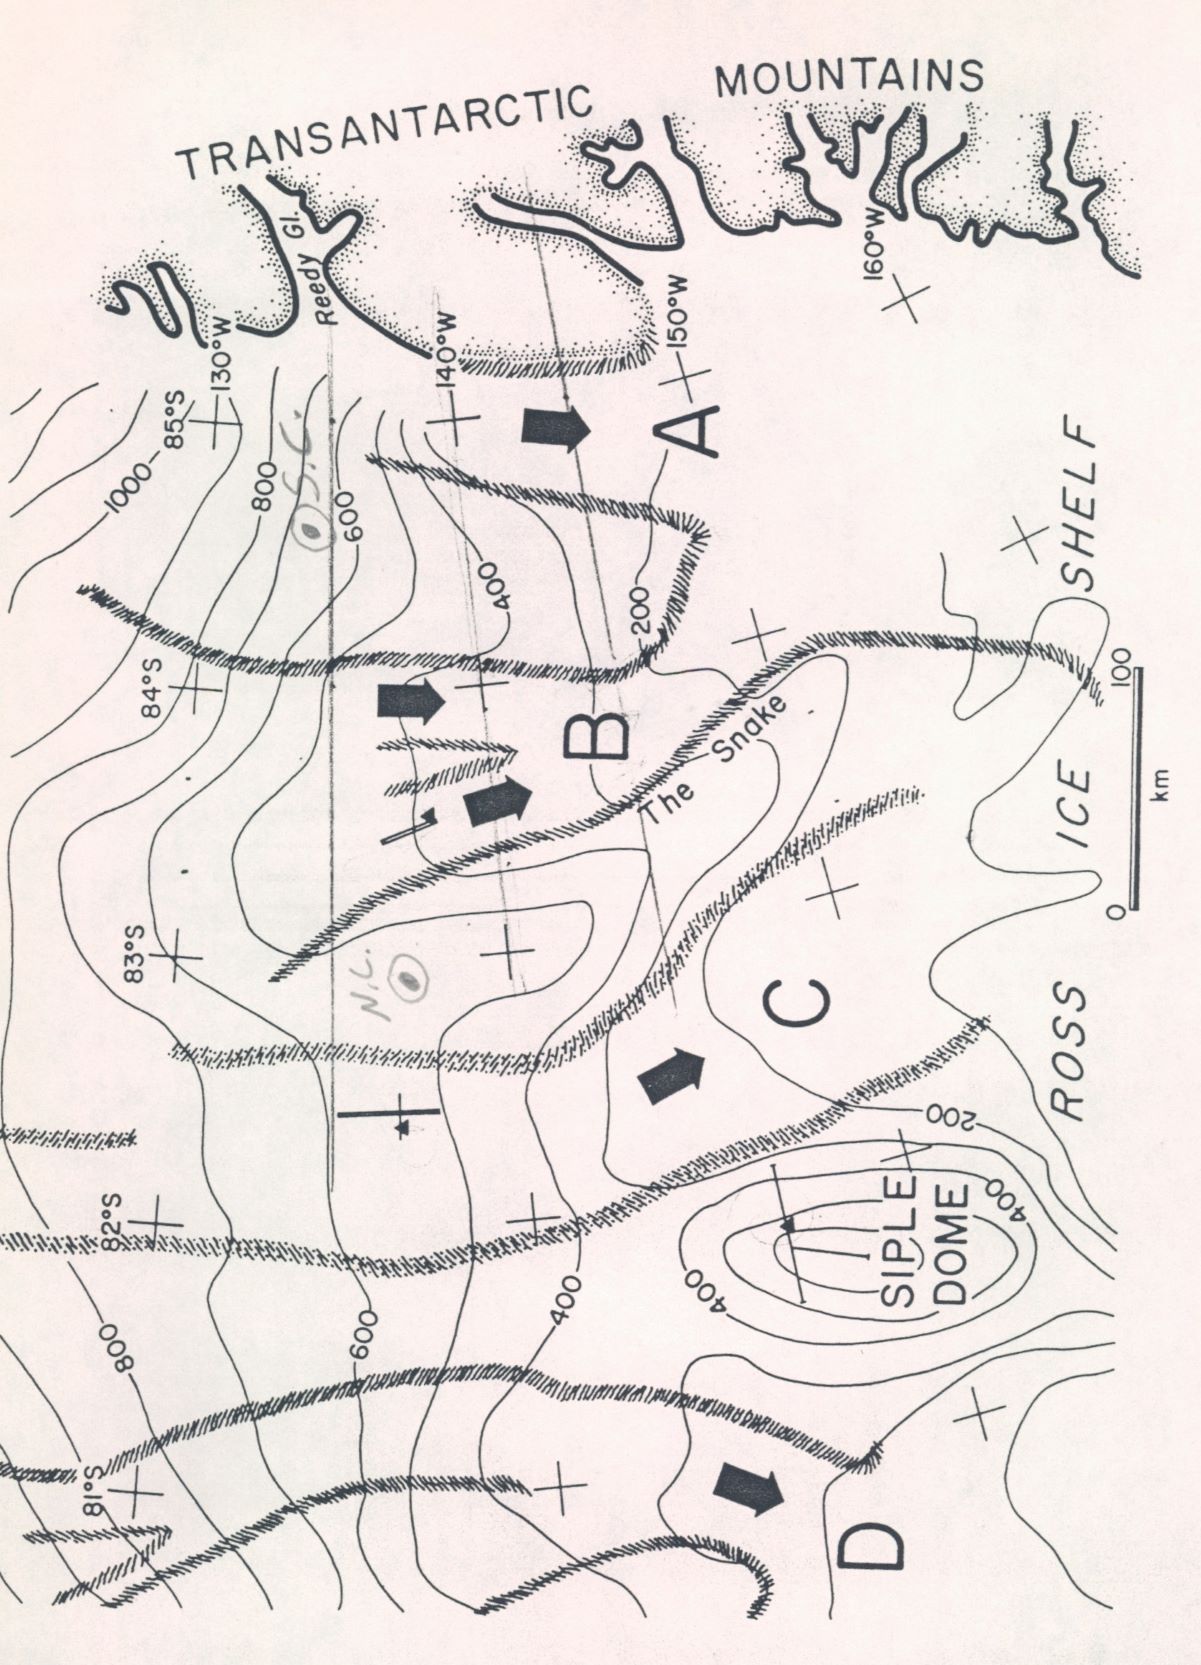 TRANSANTARCTIC
MOUNTAINS
Reedy Gl.
130°W
140°W
150°W
160°W
85°S
1000
800
S.C.
600
A
400
200
84°S
B
The Snake
83°S
N.C.
C
ROSS ICE SHELF
0
100
km
82°S
200
400
SIPLE
DOME
400
400
600
800
81°S
D